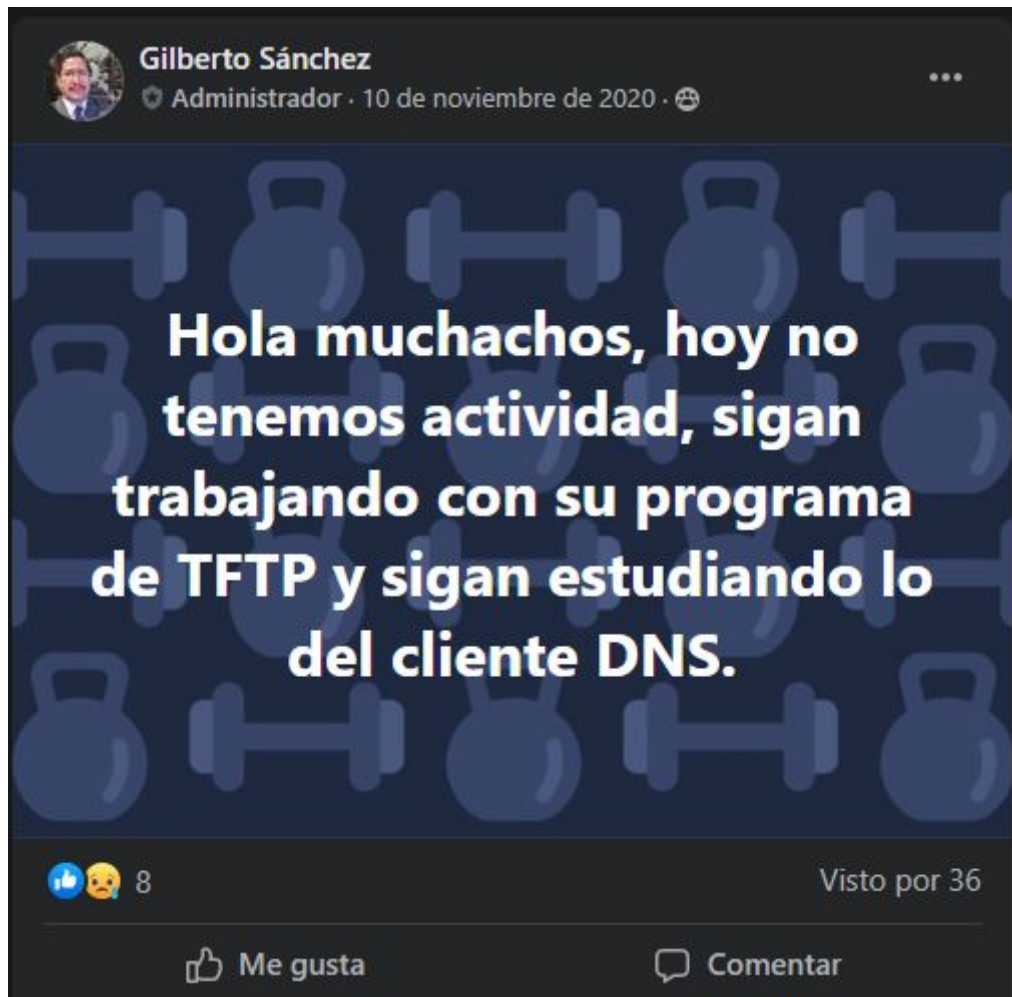 Gilberto Sánchez
Administrador · 10 de noviembre de 2020 ·
Hola muchachos, hoy no
tenemos actividad, sigan
trabajando con su programa
de TFTP y sigan estudiando lo
del cliente DNS.
8 Visto por 36
Me gusta Comentar